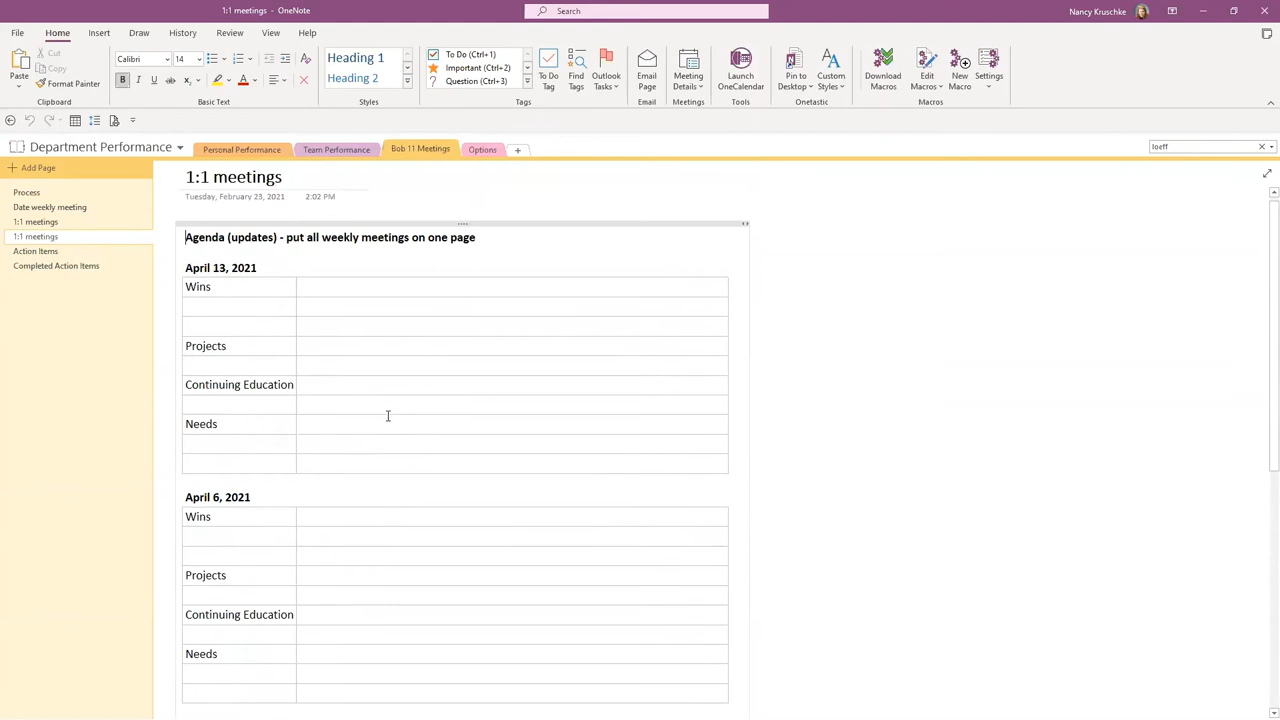 1:1 meetings - OneNote
Search
Nancy Kruschke
File Home Insert Draw History Review View Help
Paste
Cut
Copy
Format Painter
Clipboard
Calibri 14
B I U ab
Basic Text
Heading 1
Heading 2
Styles
To Do (Ctrl+1)
Important (Ctrl+2)
Question (Ctrl+3)
Tags
To Do Tag
Find Tags
Outlook Tasks
Email Page
Email
Meeting Details
Meetings
Launch OneCalendar
Tools
Pin to Desktop
Custom Styles
Onetastic
Download Macros
Edit Macros
New Macro
Settings
Macros
Department Performance
Personal Performance
Team Performance
Bob 11 Meetings
Options
loeff
Add Page
Process
Date weekly meeting
1:1 meetings
1:1 meetings
Action Items
Completed Action Items
1:1 meetings
Tuesday, February 23, 2021 2:02 PM
Agenda (updates) - put all weekly meetings on one page
April 13, 2021
Wins
Projects
Continuing Education
Needs
April 6, 2021
Wins
Projects
Continuing Education
Needs